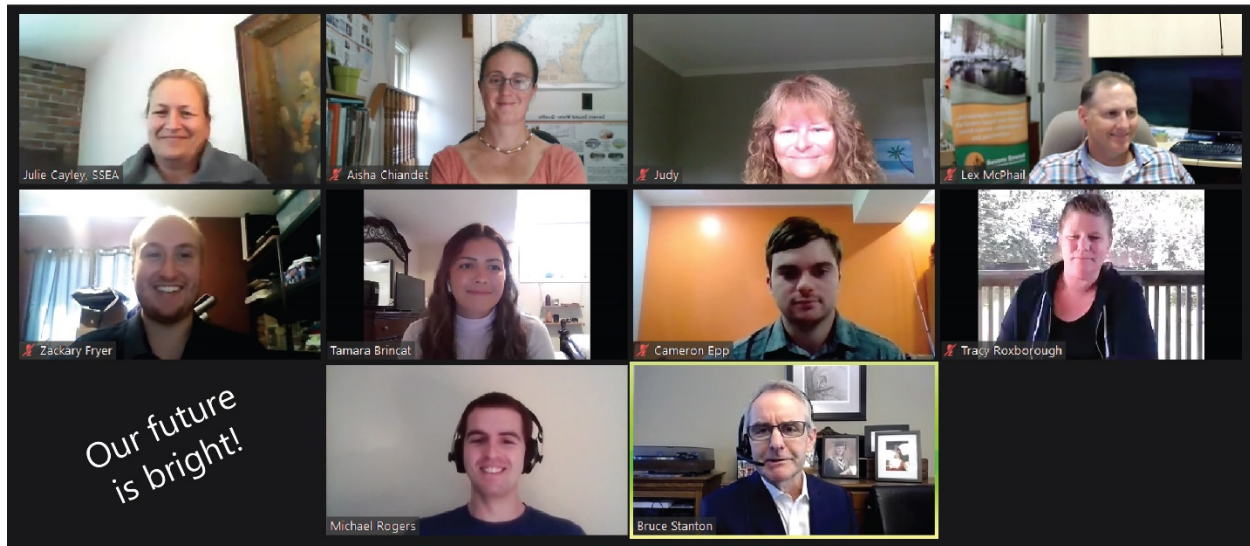 Julie Cayley, SSEA
Aisha Chiandet
Judy
Lex McPhail
Zackary Fryer
Tamara Brincat
Cameron Epp
Tracy Roxborough
Our future
is bright!
Michael Rogers
Bruce Stanton